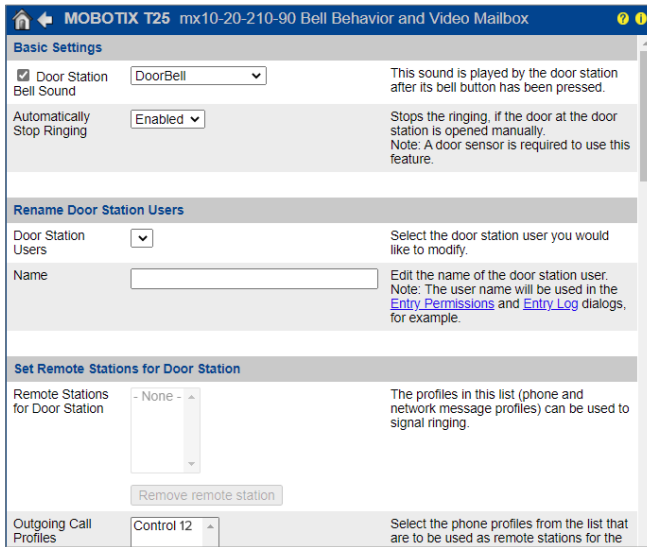 MOBOTIX T25 mx10-20-210-90 Bell Behavior and Video Mailbox
Basic Settings
Door Station
Bell Sound
DoorBell
This sound is played by the door station
after its bell button has been pressed.
Automatically
Stop Ringing
Enabled
Stops the ringing, if the door at the door
station is opened manually.
Note: A door sensor is required to use this
feature.
Rename Door Station Users
Door Station
Users
Select the door station user you would
like to modify.
Name
Edit the name of the door station user.
Note: The user name will be used in the
Entry Permissions and Entry Log dialogs,
for example.
Set Remote Stations for Door Station
Remote Stations
for Door Station
- None -
The profiles in this list (phone and
network message profiles) can be used to
signal ringing.
Remove remote station
Outgoing Call
Profiles
Control 12
Select the phone profiles from the list that
are to be used as remote stations for the